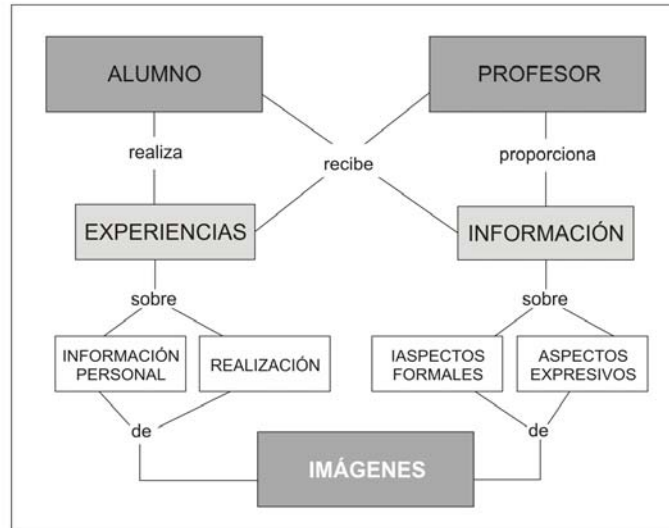 ALUMNO
PROFESOR
realiza
recibe
proporciona
EXPERIENCIAS
INFORMACIÓN
sobre
sobre
INFORMACIÓN
PERSONAL
REALIZACIÓN
IASPECTOS
FORMALES
ASPECTOS
EXPRESIVOS
de
de
IMÁGENES